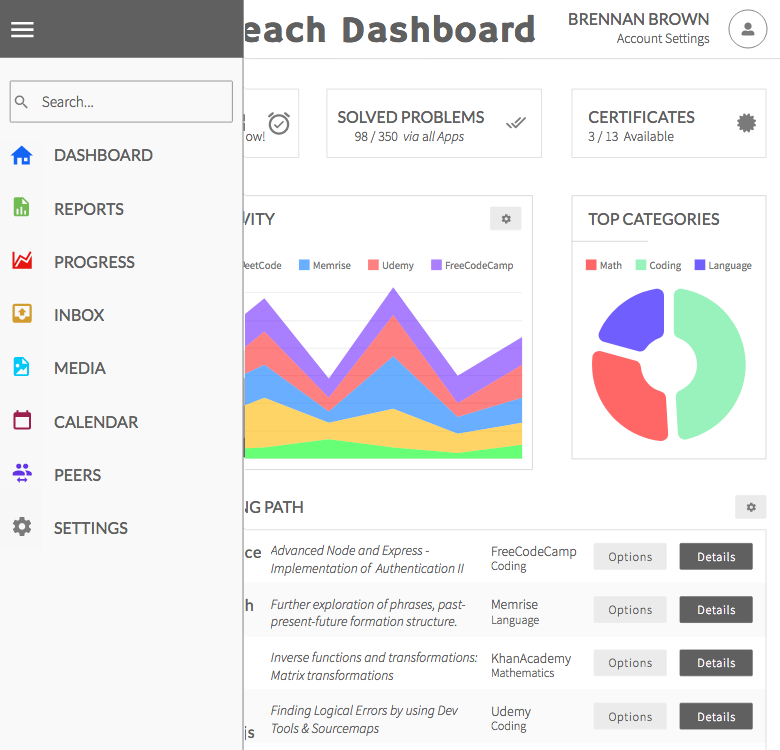 each Dashboard
BRENNAN BROWN
Account Settings
Search...
DASHBOARD
REPORTS
PROGRESS
INBOX
MEDIA
CALENDAR
PEERS
SETTINGS
ow!
SOLVED PROBLEMS
98 / 350 via all Apps
CERTIFICATES
3 / 13 Available
VITY
eetCode Memrise Udemy FreeCodeCamp
TOP CATEGORIES
Math Coding Language
NG PATH
ce Advanced Node and Express - FreeCodeCamp Options Details
Implementation of Authentication II Coding
h Further exploration of phrases, past- Memrise Options Details
present-future formation structure. Language
Inverse functions and transformations: KhanAcademy Options Details
Matrix transformations Mathematics
Finding Logical Errors by using Dev Udemy Options Details
js Tools & Sourcemaps Coding